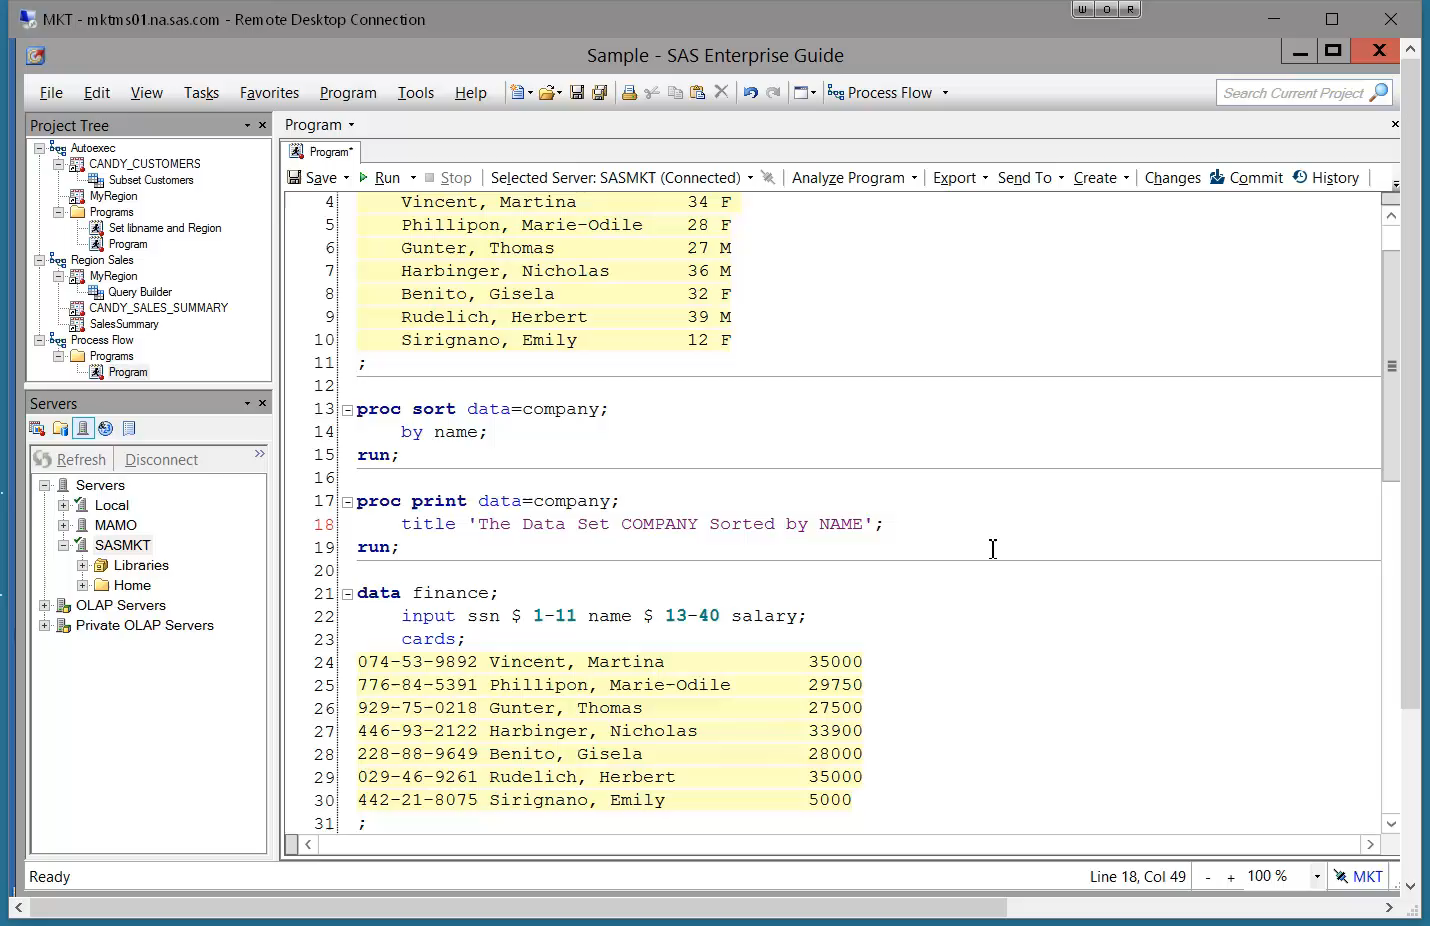 MKT - mktms01.na.sas.com - Remote Desktop Connection
W O R
Sample - SAS Enterprise Guide
File Edit View Tasks Favorites Program Tools Help Process Flow Search Current Project
Project Tree
Autoexec
CANDY_CUSTOMERS
Subset Customers
MyRegion
Programs
Set libname and Region
Program
Region Sales
MyRegion
Query Builder
CANDY_SALES_SUMMARY
SalesSummary
Process Flow
Programs
Program
Servers
Refresh Disconnect
Servers
Local
MAMO
SASMKT
Libraries
Home
OLAP Servers
Private OLAP Servers
Program
Program*
Save Run Stop Selected Server: SASMKT (Connected) Analyze Program Export Send To Create Changes Commit History
4 Vincent, Martina 34 F
5 Phillipon, Marie-Odile 28 F
6 Gunter, Thomas 27 M
7 Harbinger, Nicholas 36 M
8 Benito, Gisela 32 F
9 Rudelich, Herbert 39 M
10 Sirignano, Emily 12 F
11 ;
12
13 proc sort data=company;
14 by name;
15 run;
16
17 proc print data=company;
18 title 'The Data Set COMPANY Sorted by NAME';
19 run;
20
21 data finance;
22 input ssn $ 1-11 name $ 13-40 salary;
23 cards;
24 074-53-9892 Vincent, Martina 35000
25 776-84-5391 Phillipon, Marie-Odile 29750
26 929-75-0218 Gunter, Thomas 27500
27 446-93-2122 Harbinger, Nicholas 33900
28 228-88-9649 Benito, Gisela 28000
29 029-46-9261 Rudelich, Herbert 35000
30 442-21-8075 Sirignano, Emily 5000
31 ;
Ready Line 18, Col 49 - + 100 % MKT